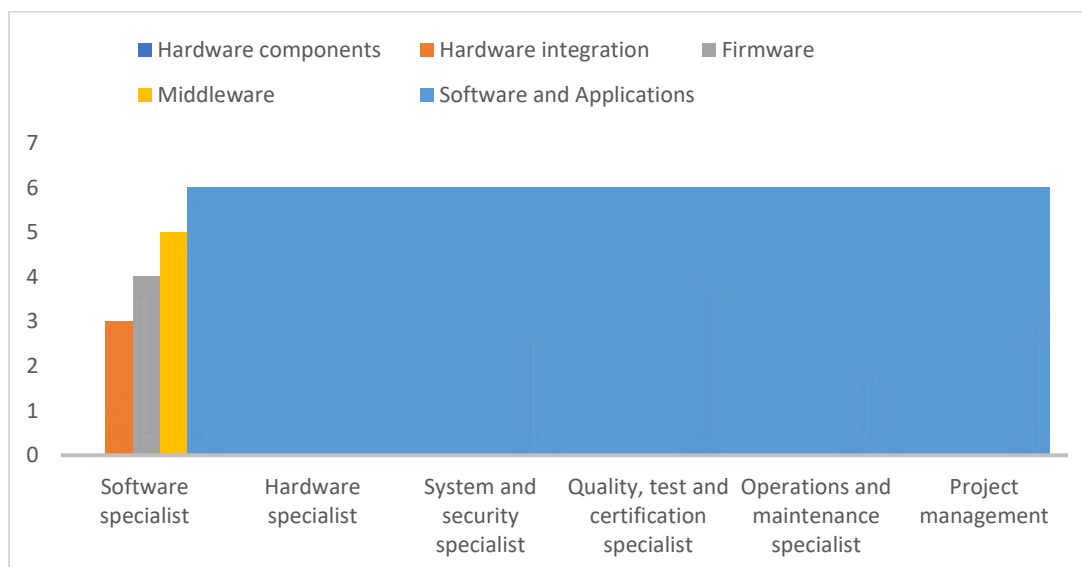 Hardware components Hardware integration Firmware
Middleware Software and Applications
7
6
5
4
3
2
1
0
Software specialist
Hardware specialist
System and security specialist
Quality, test and certification specialist
Operations and maintenance specialist
Project management